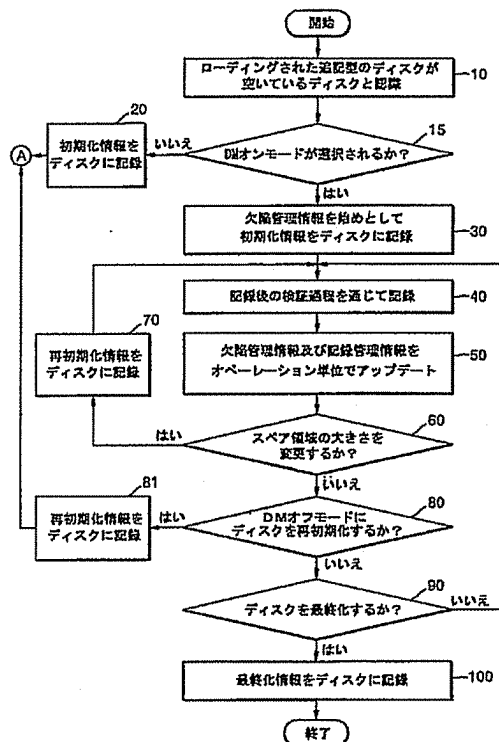 開始
ローディングされた追記型のディスクが
空いているディスクと認識
10
20
初期化情報を
ディスクに記録
A
いいえ
15
DMオンモードが選択されるか?
はい
欠陥管理情報を始めとして
初期化情報をディスクに記録
30
記録後の検証過程を通じて記録
40
70
再初期化情報を
ディスクに記録
欠陥管理情報及び記録管理情報を
オペレーション単位でアップデート
50
はい
スペア領域の大きさを
変更するか?
60
いいえ
81
再初期化情報を
ディスクに記録
はい
DMオフモードに
ディスクを再初期化するか?
80
いいえ
ディスクを最終化するか?
90
いいえ
はい
最終化情報をディスクに記録
100
終了